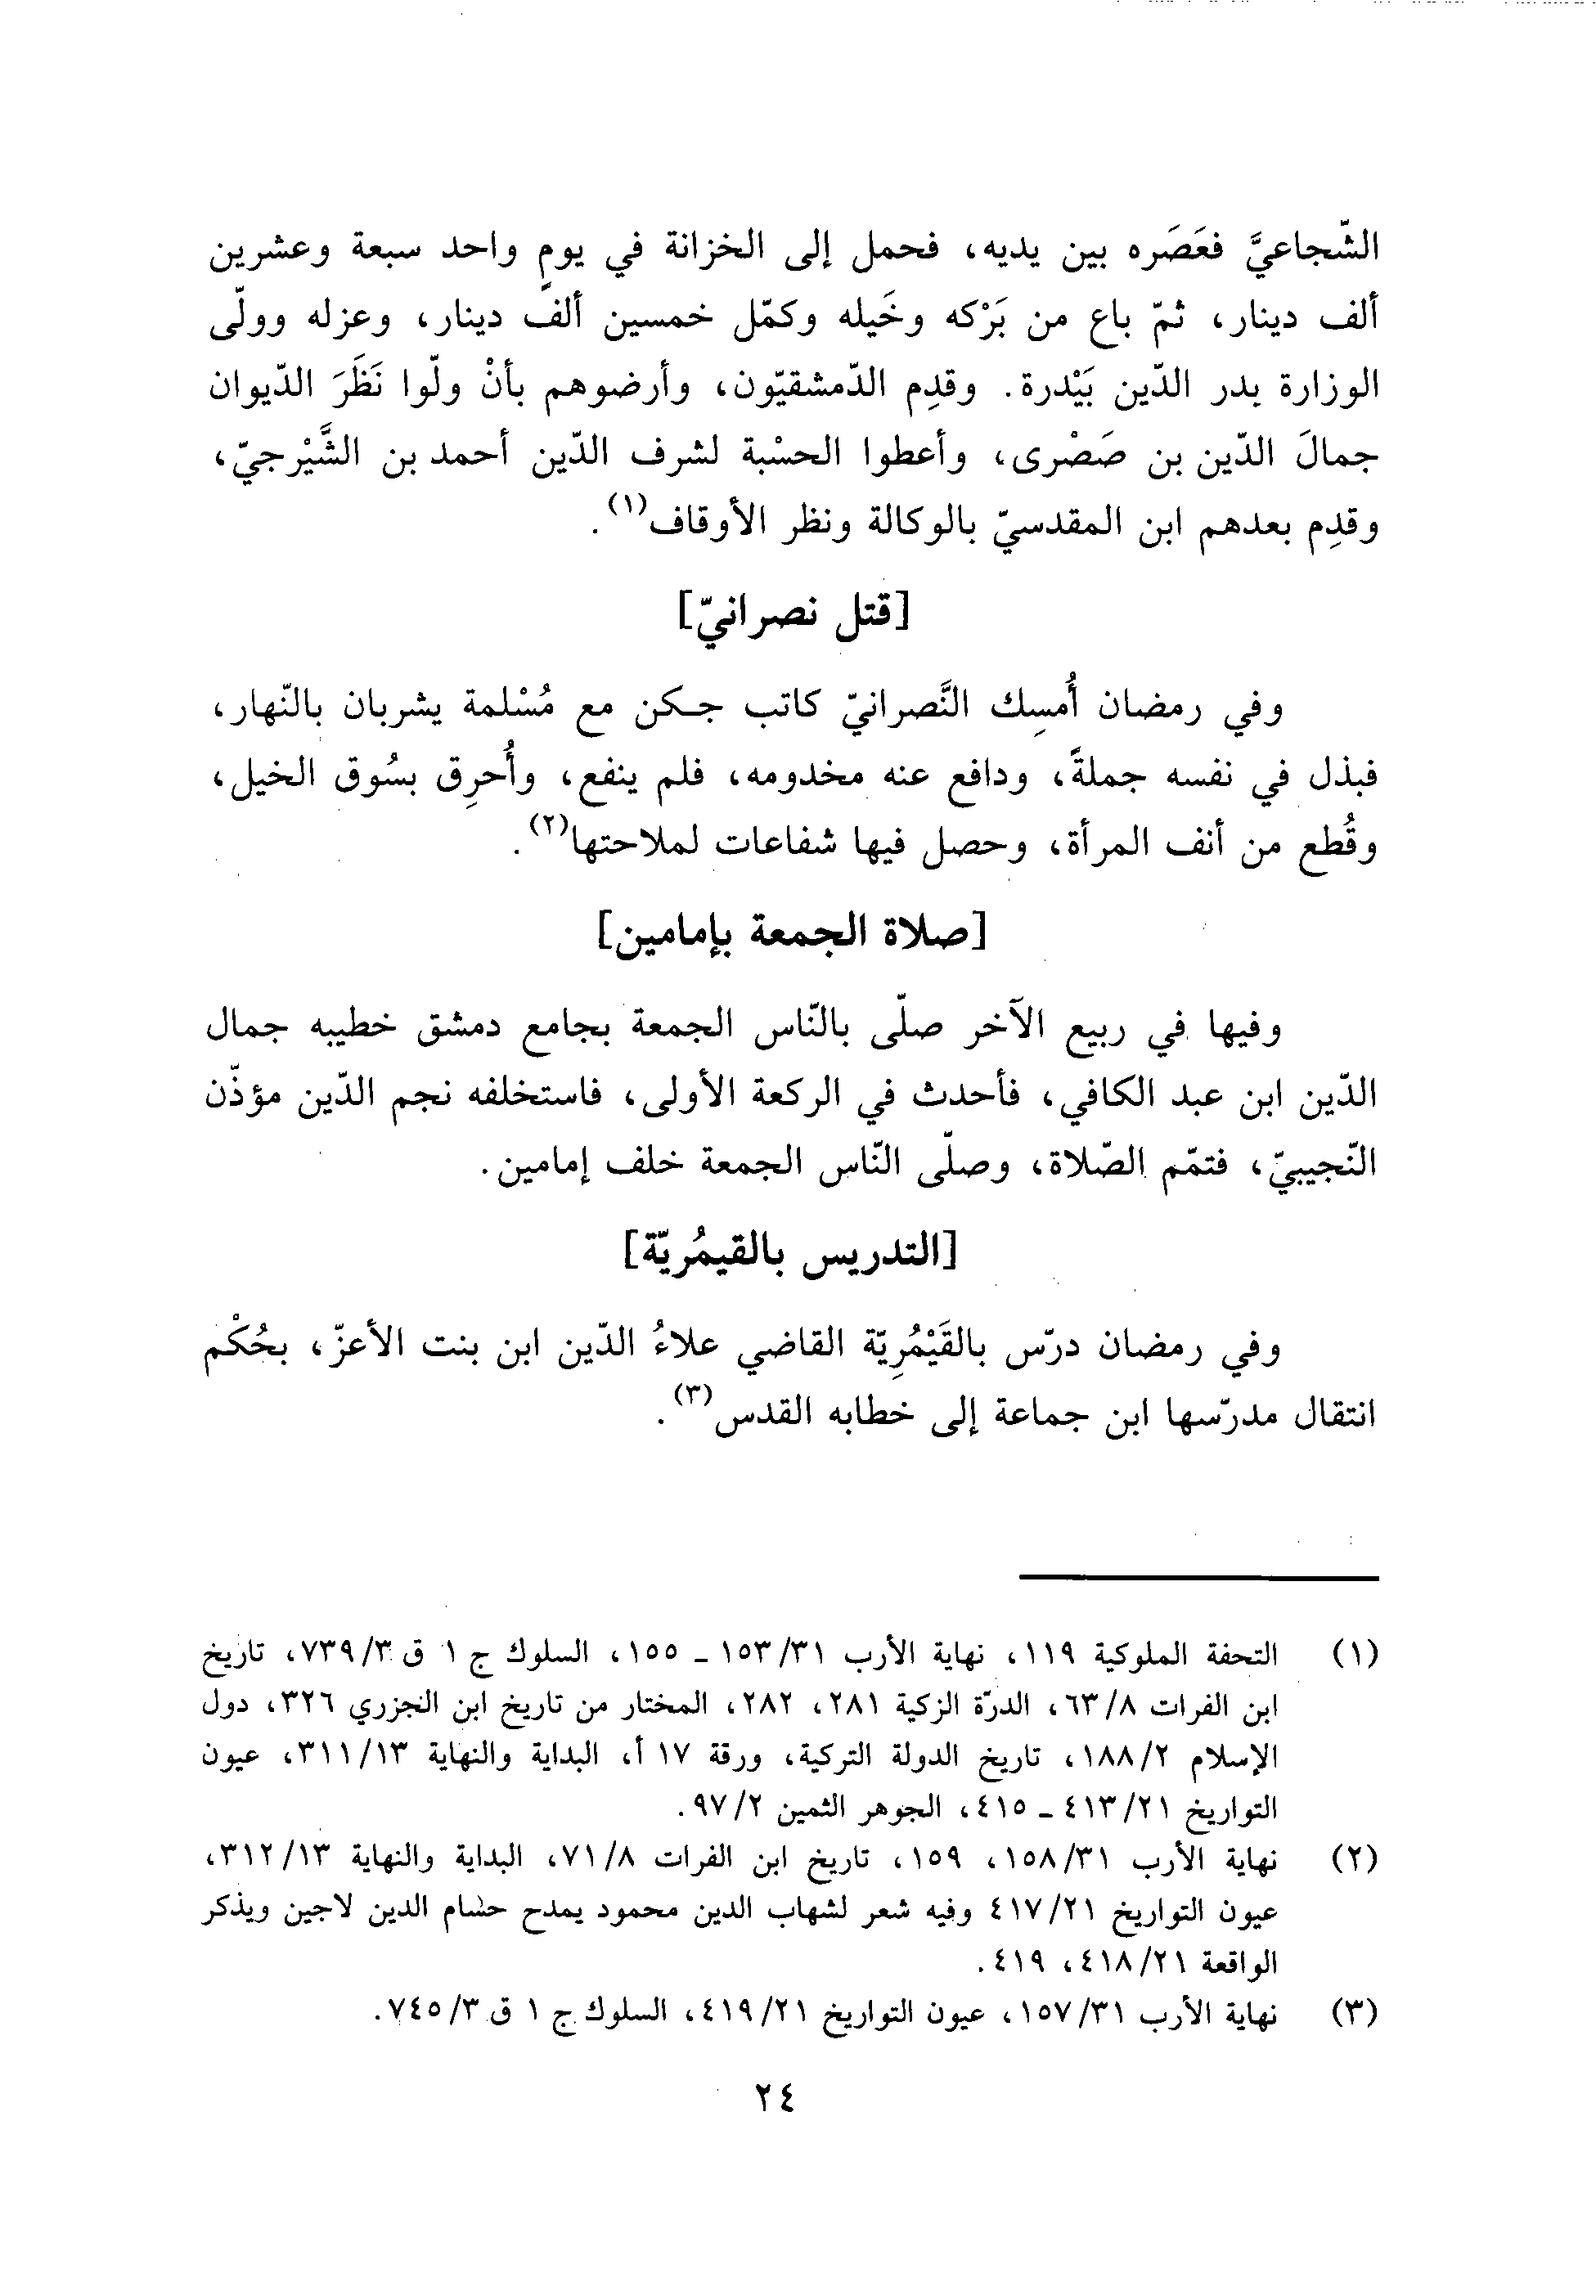 الشّجاعيَّ فعَصَره بين يديه، فحمل إلى الخزانة في يومٍ واحد سبعة وعشرين
ألف دينار، ثمّ باع من بَرْكه وخَيله وكمّل خمسين ألف دينار، وعزله وولّى
الوزارة بدر الدّين بَيْدرة. وقدِم الدّمشقيّون، وأرضوهم بأنْ ولّوا نَظَرَ الدّيوان
جمالَ الدّين بن صَصْرى، وأعطوا الحسْبة لشرف الدّين أحمد بن الشَّيْرجيّ،
وقدِم بعدهم ابن المقدسيّ بالوكالة ونظر الأوقاف(١).
[قتل نصرانيّ]
وفي رمضان أُمسِك النَّصرانيّ كاتب جكن مع مُسْلمة يشربان بالنّهار،
فبذل في نفسه جملةً، ودافع عنه مخدومه، فلم ينفع، وأُحرِق بسُوق الخيل،
وقُطع من أنف المرأة، وحصل فيها شفاعات لملاحتها(٢).
[صلاة الجمعة بإمامين]
وفيها في ربيع الآخر صلّى بالنّاس الجمعة بجامع دمشق خطيبه جمال
الدّين ابن عبد الكافي، فأحدث في الركعة الأولى، فاستخلفه نجم الدّين مؤذّن
النّجيبيّ، فتمّم الصّلاة، وصلّى النّاس الجمعة خلف إمامين.
[التدريس بالقيمُريّة]
وفي رمضان درّس بالقَيْمُرِيّة القاضي علاءُ الدّين ابن بنت الأعزّ، بحُكْم
انتقال مدرّسها ابن جماعة إلى خطابه القدس(٣).
(١) التحفة الملوكية ١١٩، نهاية الأرب ١٥٣/٣١ ـ ١٥٥، السلوك ج ١ ق ٧٣٩/٣، تاريخ
ابن الفرات ٦٣/٨، الدرّة الزكية ٢٨١، ٢٨٢، المختار من تاريخ ابن الجزري ٣٢٦، دول
الإسلام ١٨٨/٢، تاريخ الدولة التركية، ورقة ١٧ أ، البداية والنهاية ٣١١/١٣، عيون
التواريخ ٤١٣/٢١ ـ ٤١٥، الجوهر الثمين ٩٧/٢.
(٢) نهاية الأرب ١٥٨/٣١، ١٥٩، تاريخ ابن الفرات ٧١/٨، البداية والنهاية ٣١٢/١٣،
عيون التواريخ ٤١٧/٢١ وفيه شعر لشهاب الدين محمود يمدح حسام الدين لاجين ويذكر
الواقعة ٤١٨/٢١، ٤١٩.
(٣) نهاية الأرب ١٥٧/٣١، عيون التواريخ ٤١٩/٢١، السلوك ج ١ ق ٧٤٥/٣.
٢٤